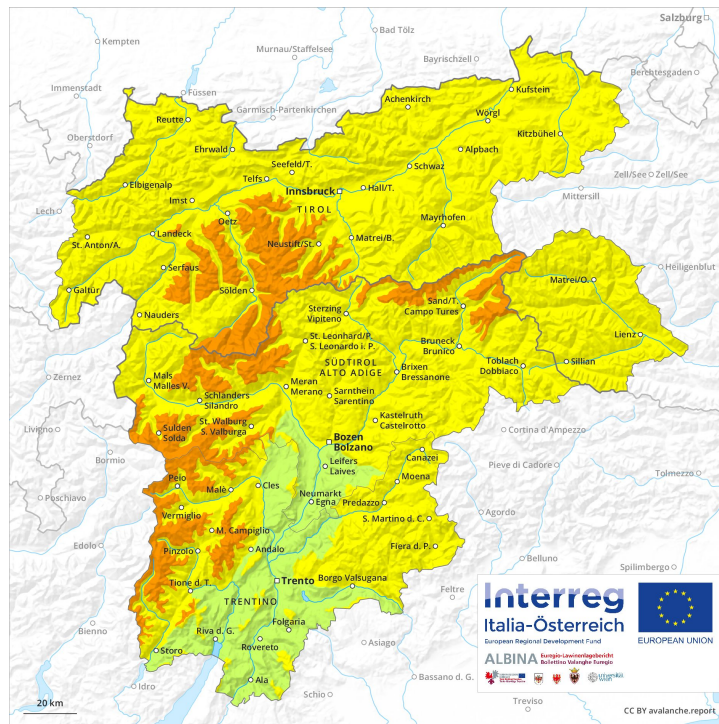 Salzburg
Kempten
Bad Tölz
Murnau/Staffelsee
Bayrischzell
Berchtesgaden
Immenstadt
Füssen
Garmisch-Partenkirchen
Achenkirch
Kufstein
Wörgl
Reutte
Oberstdorf
Ehrwald
Kitzbühel
Alpbach
Seefeld/T.
Schwaz
Telfs
Zell/See
Zell/See
Elbigenalp
Innsbruck
Hall/T.
Mittersill
Imst
TIROL
Lech
Oetz
Mayrhofen
St. Anton/A.
Landeck
Neustift/St.
Matrei/B.
Serfaus
Heiligenblut
Matrei/O.
Galtür
Sölden
Nauders
Sterzing
Vipiteno
Sand/T.
Campo Tures
Lienz
St. Leonhard/P.
S. Leonardo i. P.
Bruneck
Brunico
Toblach
Dobbiaco
Sillian
SÜDTIROL
ALTO ADIGE
Brixen
Bressanone
Zernez
Mals
Malles V.
Meran
Merano
Sarnthein
Sarentino
Schlanders
Silandro
Livigno
Sulden
Solda
St. Walburg
S. Valburga
Kastelruth
Castelrotto
Cortina d'Ampezzo
Bozen
Bolzano
Bormio
Canazei
Leifers
Laives
Pieve di Cadore
Tolmezzo
Peio
Malè
Cles
Moena
Poschiavo
Neumarkt
Egna
Predazzo
Agordo
Vermiglio
S. Martino d. C.
M. Campiglio
Edolo
Pinzolo
Andalo
Fiera d. P.
Belluno
Spilimbergo
Trento
Borgo Valsugana
Tione d. T.
Feltre
TRENTINO
Bienno
Folgaria
Riva d. G.
Rovereto
Asiago
Storo
Ala
Bassano d. G.
Idro
Schio
Treviso
20 km
Interreg
Italia-Österreich
European Regional Development Fund
EUROPEAN UNION
ALBINA
Euregio-Lawinenlagebericht
Bollettino Valanghe Euregio
universität
wien
CC BY avalanche.report